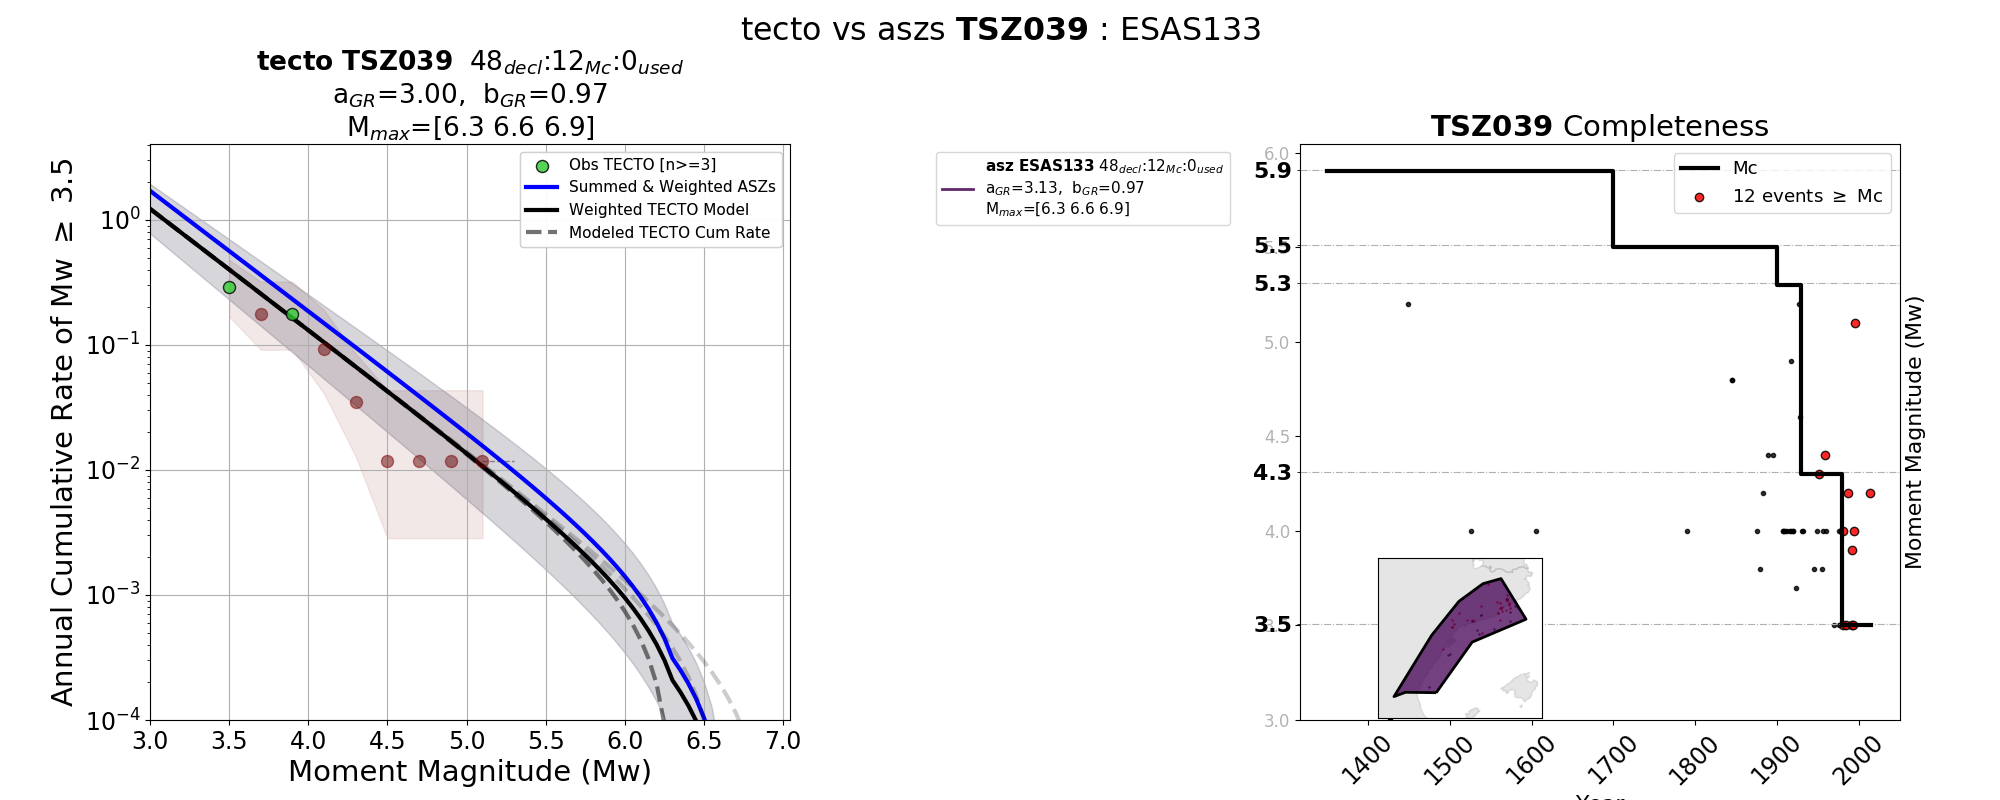 tecto vs aszs TSZ039 : ESAS133
tecto TSZ039 48decl:12Mc:0used
aGR=3.00, bGR=0.97
Mmax=[6.3 6.6 6.9]
Annual Cumulative Rate of Mw ≥ 3.5
10^0
10^−1
10^−2
10^−3
10^−4
Obs TECTO [n>=3]
Summed & Weighted ASZs
Weighted TECTO Model
Modeled TECTO Cum Rate
3.0 3.5 4.0 4.5 5.0 5.5 6.0 6.5 7.0
Moment Magnitude (Mw)
asz ESAS133 48decl:12Mc:0used
aGR=3.13, bGR=0.97
Mmax=[6.3 6.6 6.9]
TSZ039 Completeness
Mc
12 events ≥ Mc
6.0
5.9
5.5
5.3
5.0
4.5
4.3
4.0
3.5
3.0
Moment Magnitude (Mw)
1400 1500 1600 1700 1800 1900 2000